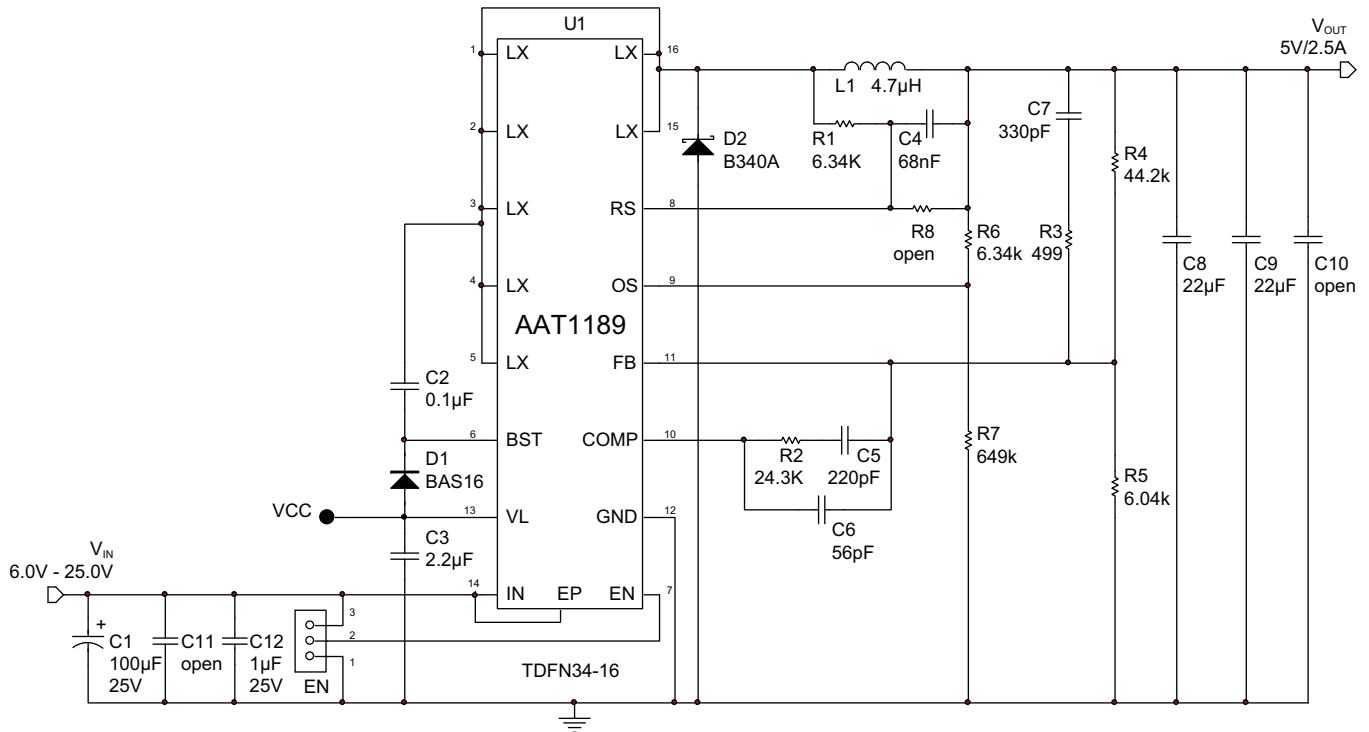 U1
V_OUT
5V/2.5A
1
LX
LX
16
L1 4.7µH
C7
330pF
2
LX
LX
15
D2
B340A
R1
6.34K
C4
68nF
R4
44.2k
3
LX
RS
8
R8
open
R6
6.34k
R3
499
4
LX
OS
9
C8
22µF
C9
22µF
C10
open
AAT1189
5
LX
FB
11
C2
0.1µF
6
BST
COMP
10
R2
24.3K
C5
220pF
R7
649k
D1
BAS16
R5
6.04k
VCC
13
VL
GND
12
C6
56pF
C3
2.2µF
V_IN
6.0V - 25.0V
14
IN
EP
EN
7
3
2
1
+
C1
100µF
25V
C11
open
C12
1µF
25V
EN
TDFN34-16